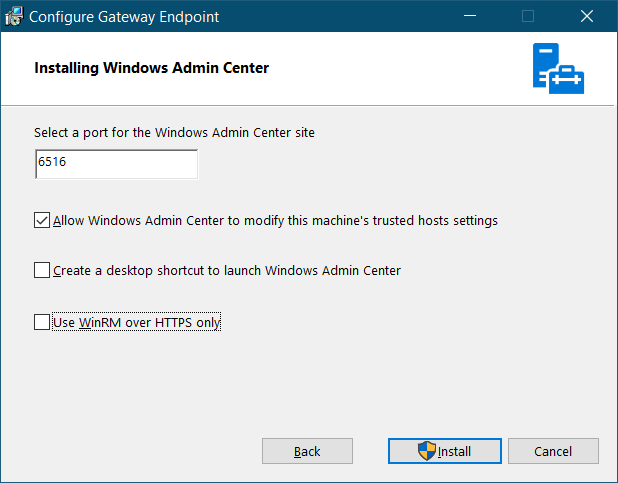 Configure Gateway Endpoint
Installing Windows Admin Center
Select a port for the Windows Admin Center site
6516
Allow Windows Admin Center to modify this machine's trusted hosts settings
Create a desktop shortcut to launch Windows Admin Center
Use WinRM over HTTPS only
Back
Install
Cancel